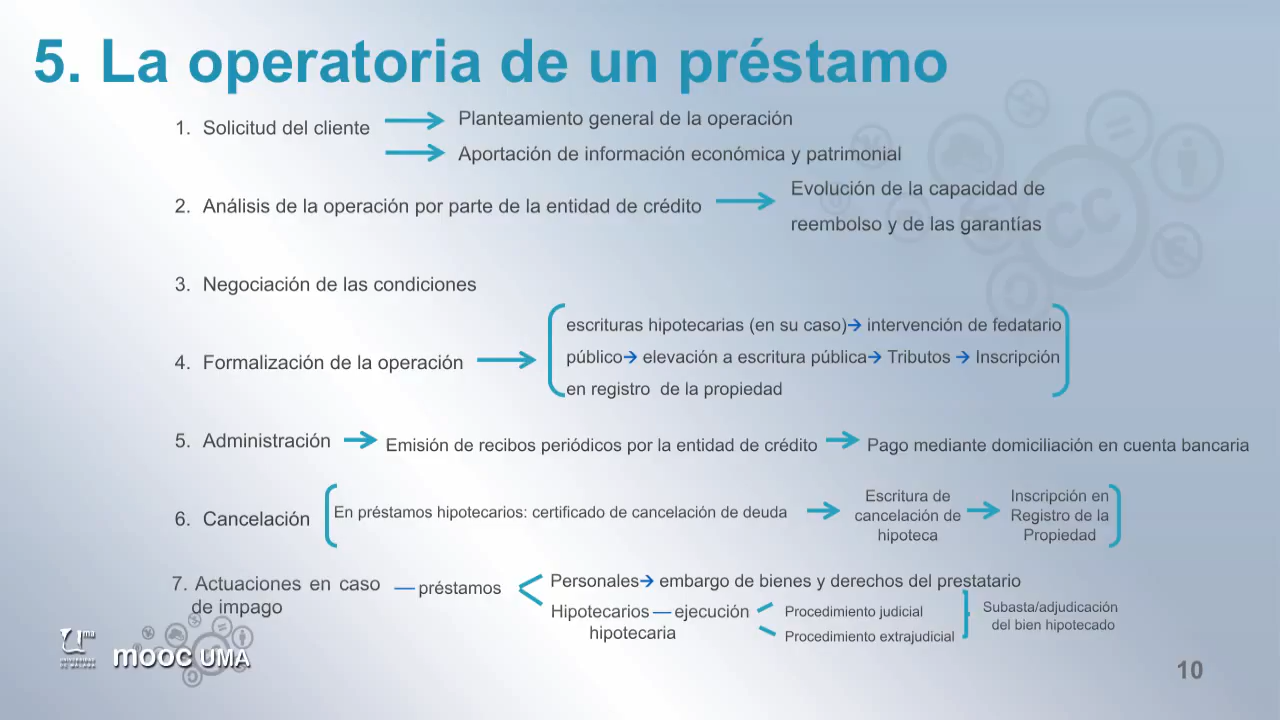 5. La operatoria de un préstamo
1. Solicitud del cliente
Planteamiento general de la operación
Aportación de información económica y patrimonial
2. Análisis de la operación por parte de la entidad de crédito
Evolución de la capacidad de
reembolso y de las garantías
3. Negociación de las condiciones
4. Formalización de la operación
escrituras hipotecarias (en su caso)→ intervención de fedatario
público→ elevación a escritura pública→ Tributos → Inscripción
en registro de la propiedad
5. Administración
Emisión de recibos periódicos por la entidad de crédito
Pago mediante domiciliación en cuenta bancaria
6. Cancelación
En préstamos hipotecarios: certificado de cancelación de deuda
Escritura de
cancelación de
hipoteca
Inscripción en
Registro de la
Propiedad
7. Actuaciones en caso
de impago
— préstamos
Personales→ embargo de bienes y derechos del prestatario
Hipotecarios — ejecución
hipotecaria
Procedimiento judicial
Procedimiento extrajudicial
Subasta/adjudicación
del bien hipotecado
uma
UNIVERSIDAD
DE MÁLAGA
mooc UMA
cc
10